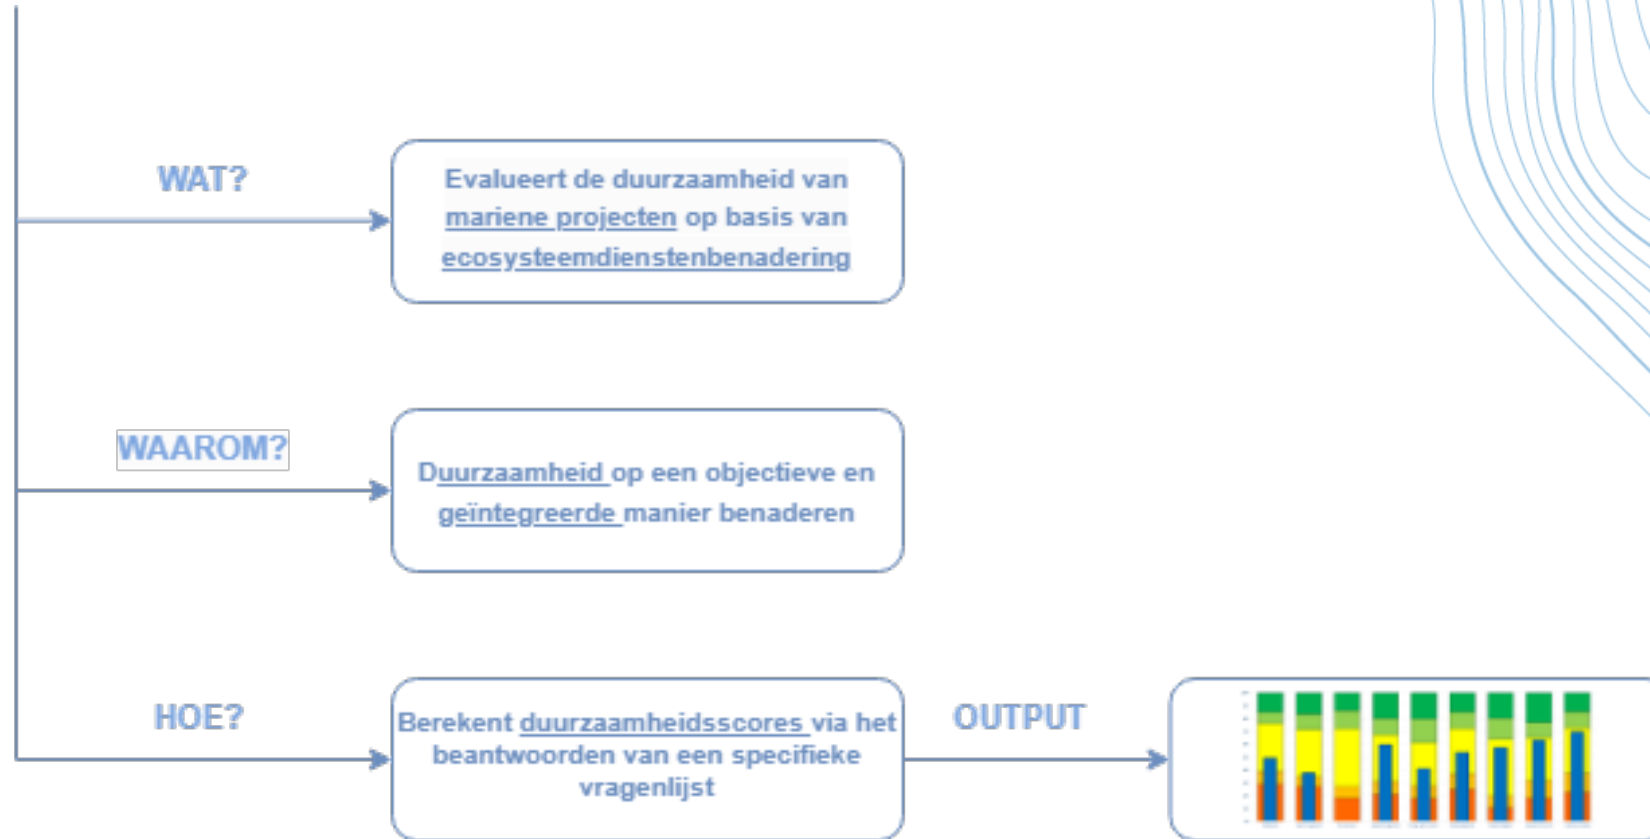 WAT?
Evalueert de duurzaamheid van
mariene projecten op basis van
ecosysteemdienstenbenadering
WAAROM?
Duurzaamheid op een objectieve en
geïntegreerde manier benaderen
HOE?
Berekent duurzaamheidsscores via het
beantwoorden van een specifieke
vragenlijst
OUTPUT